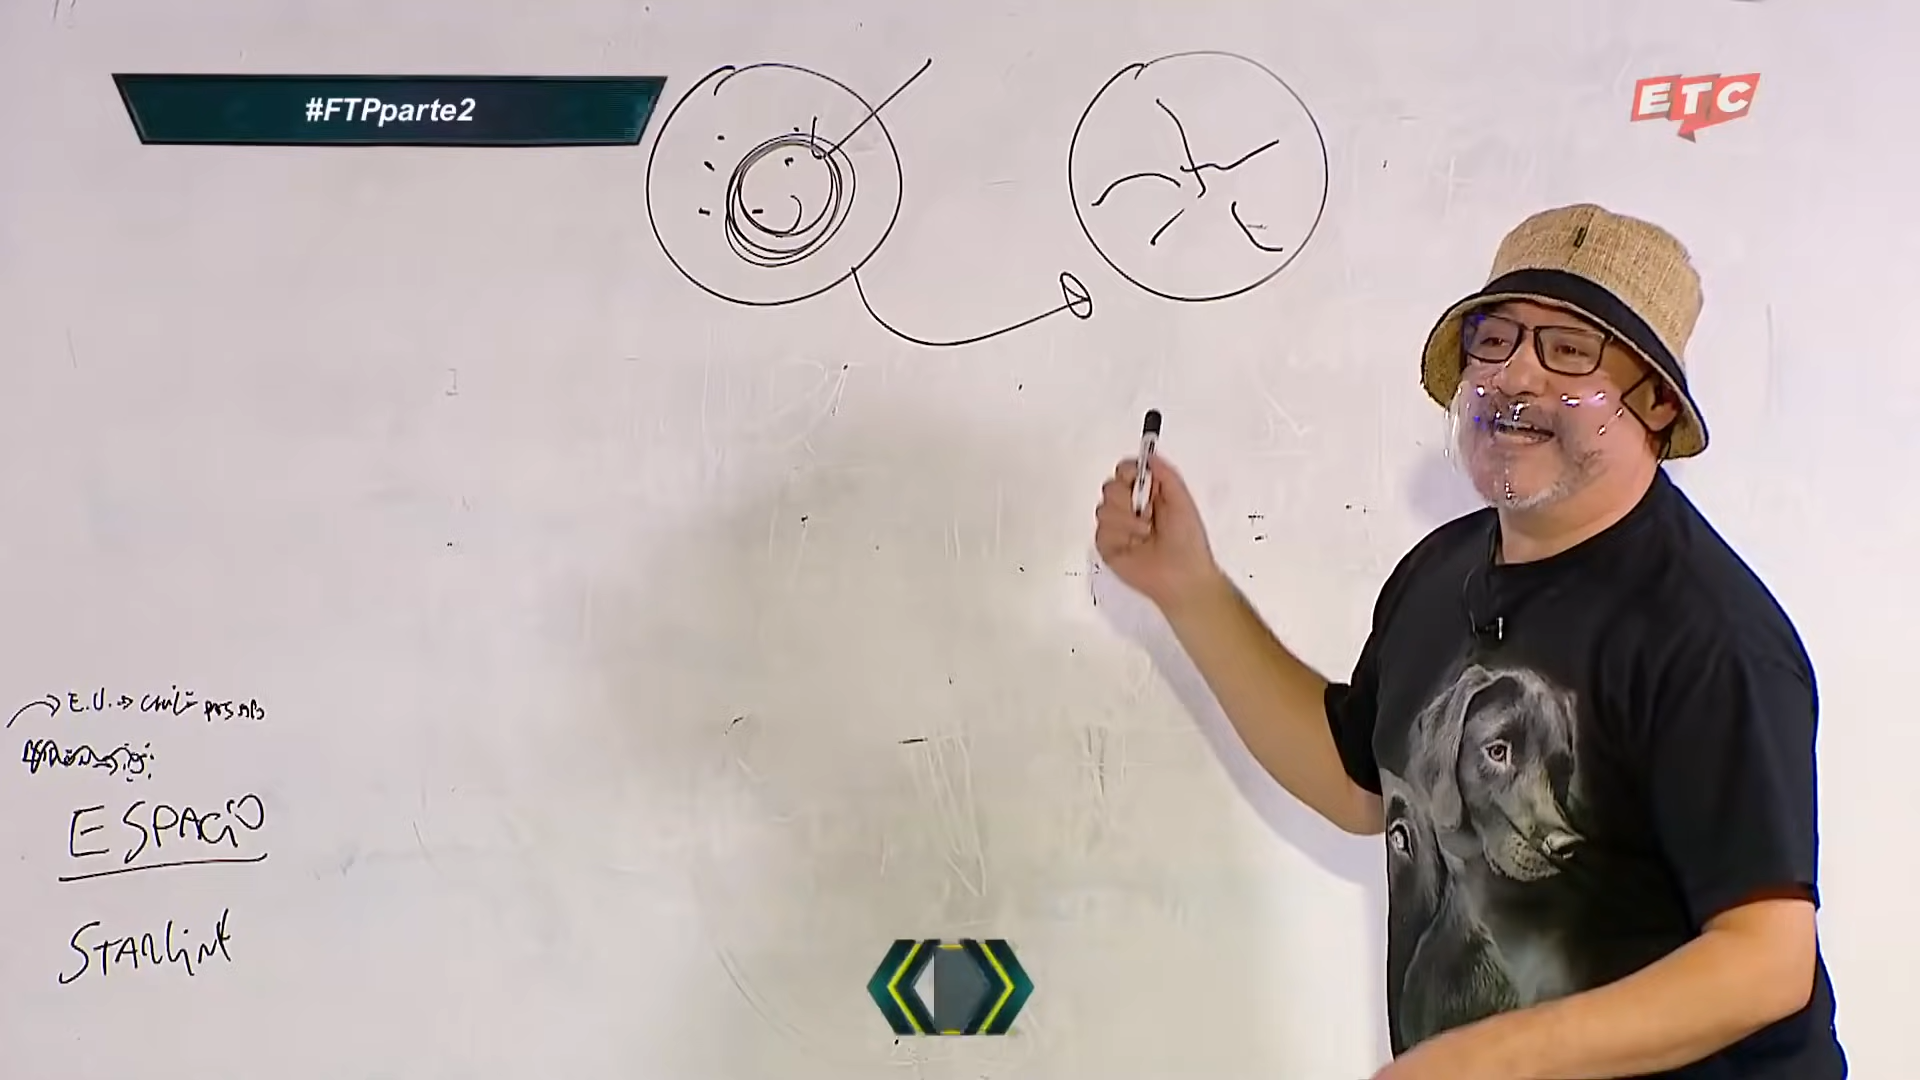 #FTPparte2
ETC
E.U. → CHILE
ESPACIO
STARLINK